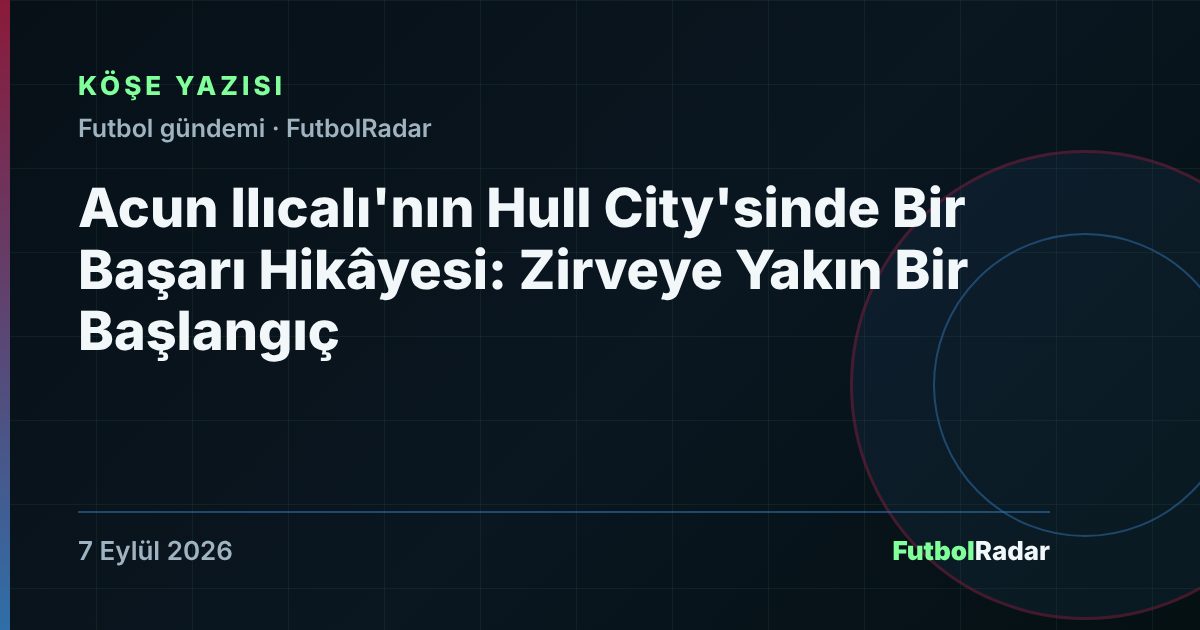 KÖŞE YAZISI
Futbol gündemi · FutbolRadar
Acun Ilıcalı'nın Hull City'sinde Bir
Başarı Hikâyesi: Zirveye Yakın Bir
Başlangıç
7 Eylül 2026
FutbolRadar